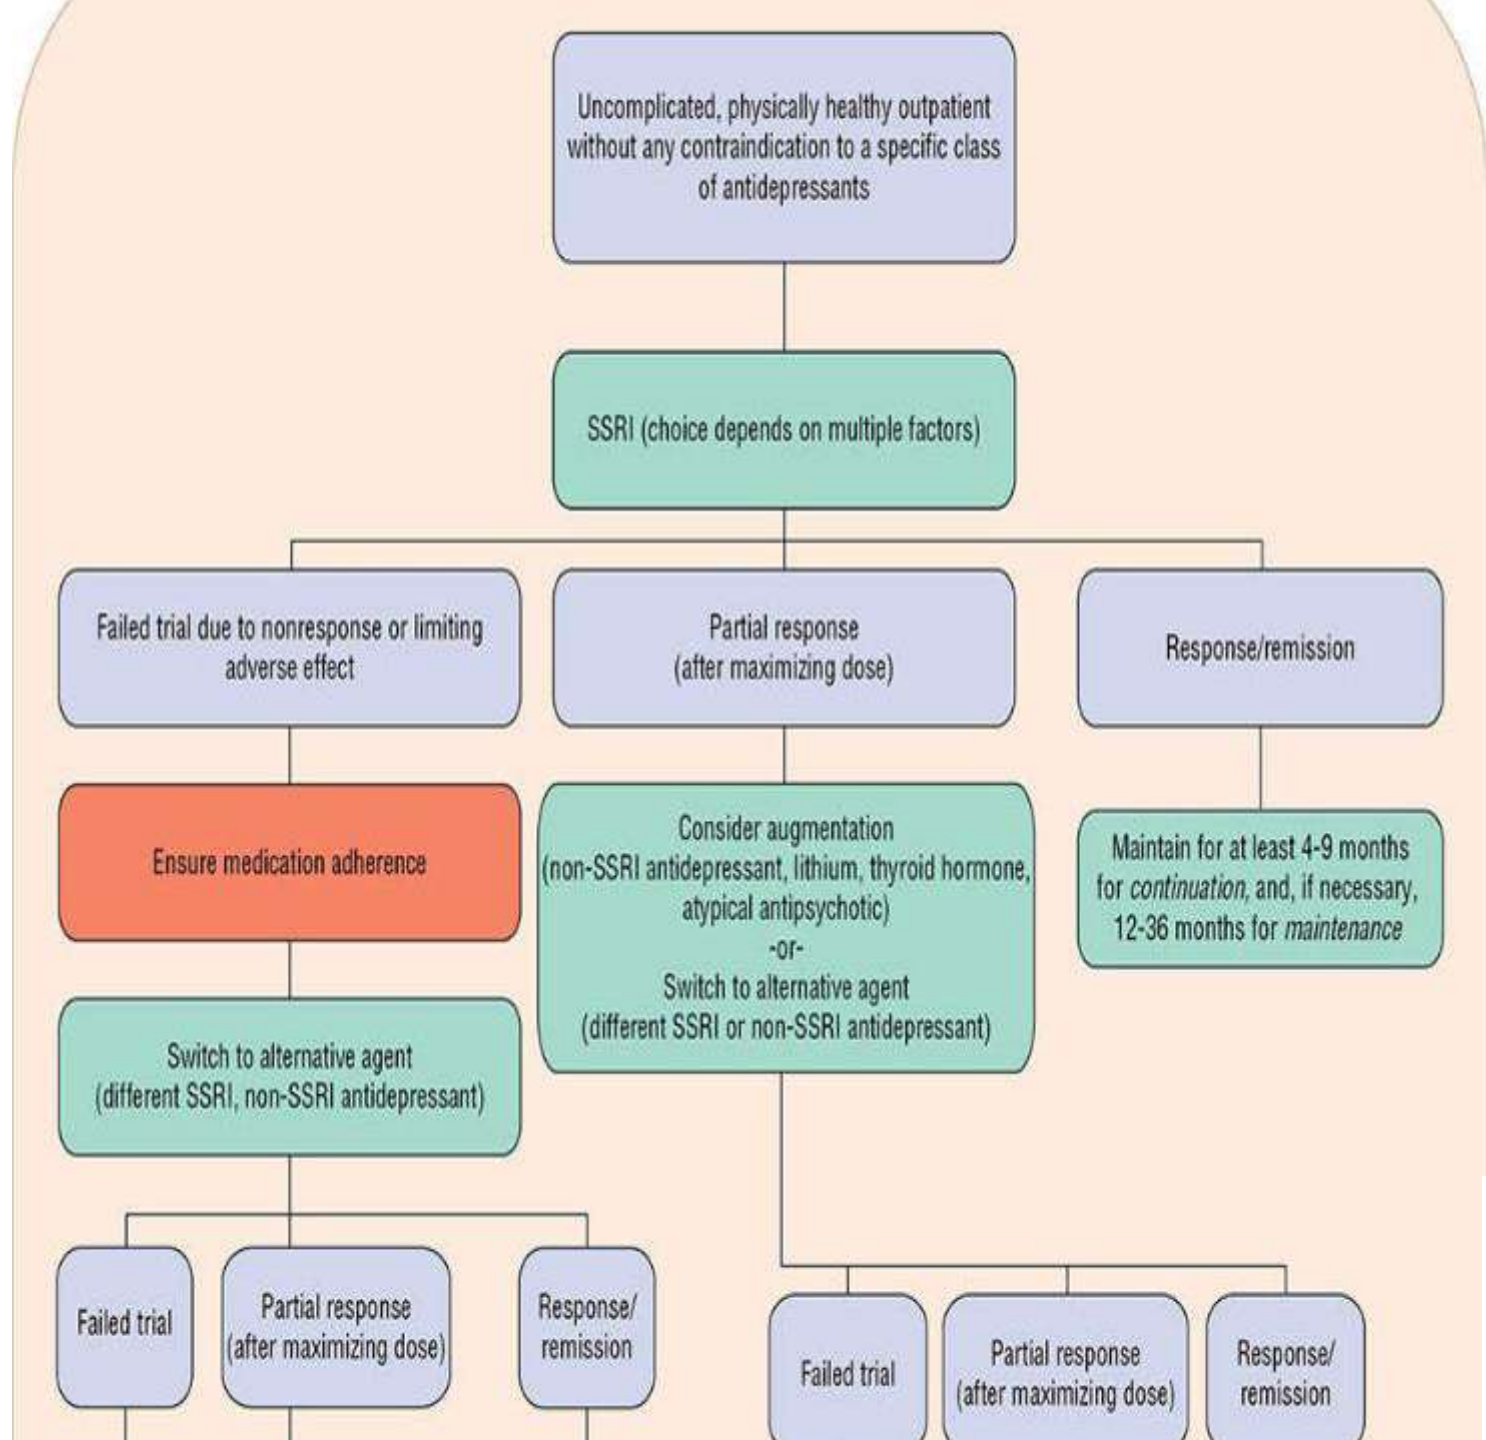 Uncomplicated, physically healthy outpatient
without any contraindication to a specific class
of antidepressants
SSRI (choice depends on multiple factors)
Failed trial due to nonresponse or limiting
adverse effect
Partial response
(after maximizing dose)
Response/remission
Ensure medication adherence
Consider augmentation
(non-SSRI antidepressant, lithium, thyroid hormone,
atypical antipsychotic)
-or-
Switch to alternative agent
(different SSRI or non-SSRI antidepressant)
Maintain for at least 4-9 months
for continuation, and, if necessary,
12-36 months for maintenance
Switch to alternative agent
(different SSRI, non-SSRI antidepressant)
Failed trial
Partial response
(after maximizing dose)
Response/
remission
Failed trial
Partial response
(after maximizing dose)
Response/
remission